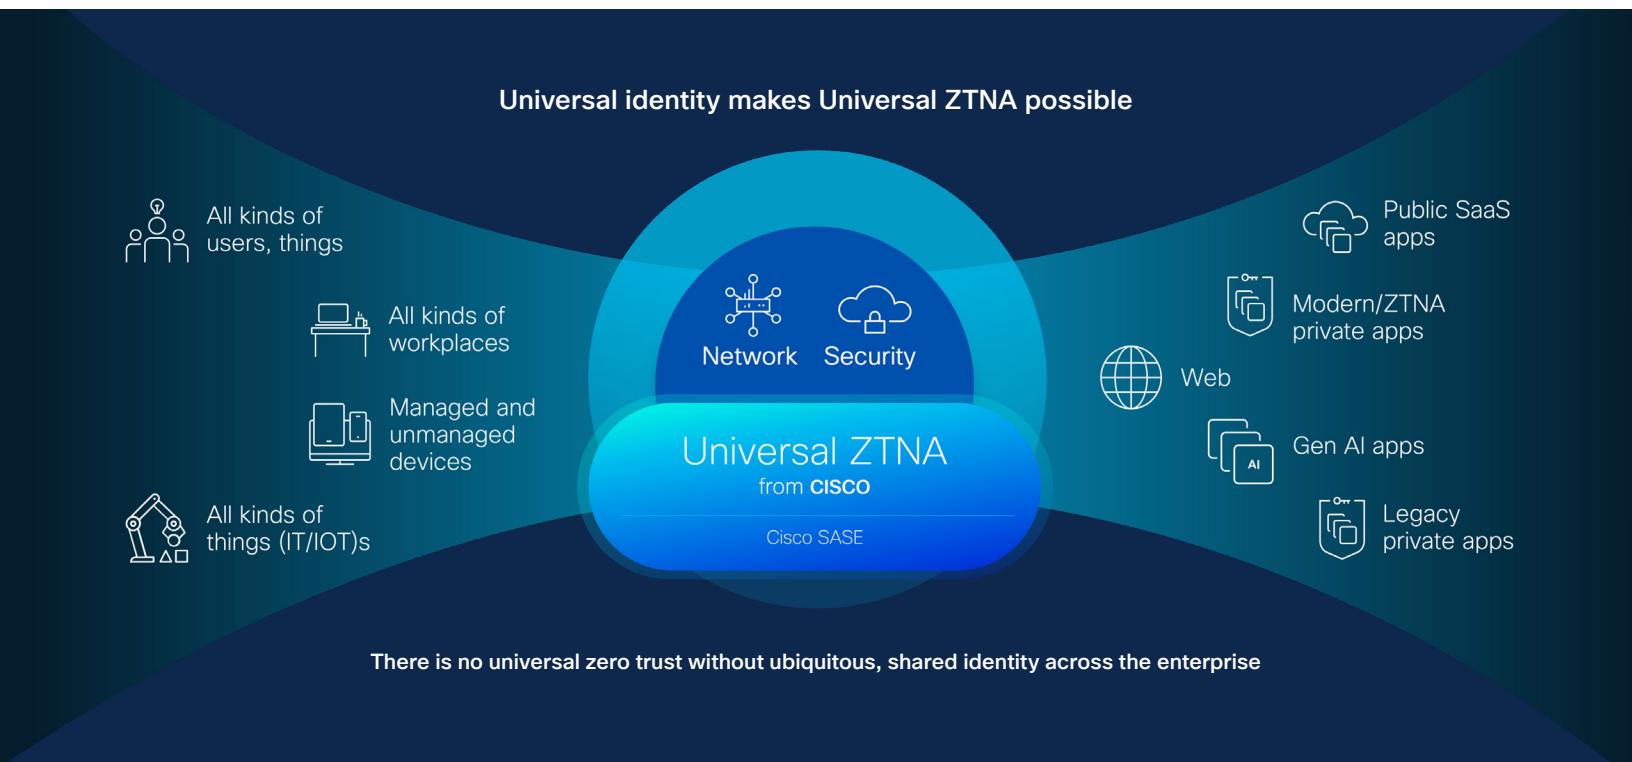 Universal identity makes Universal ZTNA possible
All kinds of
users, things
All kinds of
workplaces
Managed and
unmanaged
devices
All kinds of
things (IT/IOT)s
Network
Security
Universal ZTNA
from CISCO
Cisco SASE
Public SaaS
apps
Modern/ZTNA
private apps
Web
AI
Gen AI apps
Legacy
private apps
There is no universal zero trust without ubiquitous, shared identity across the enterprise